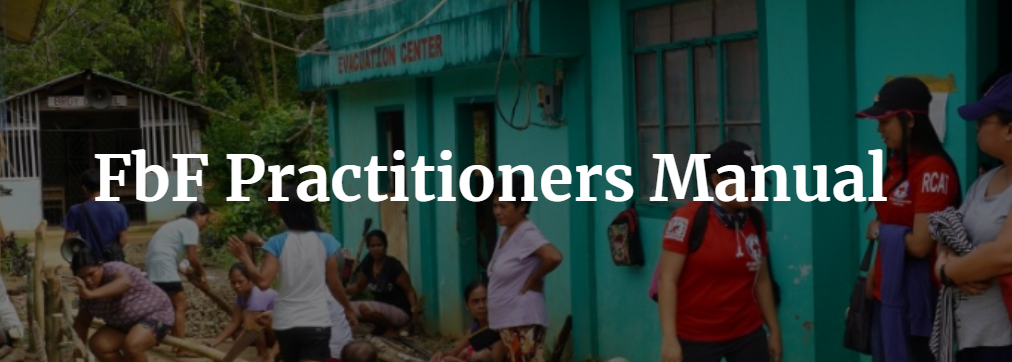 EVACUATION CENTER
FbF Practitioners Manual
RCAT